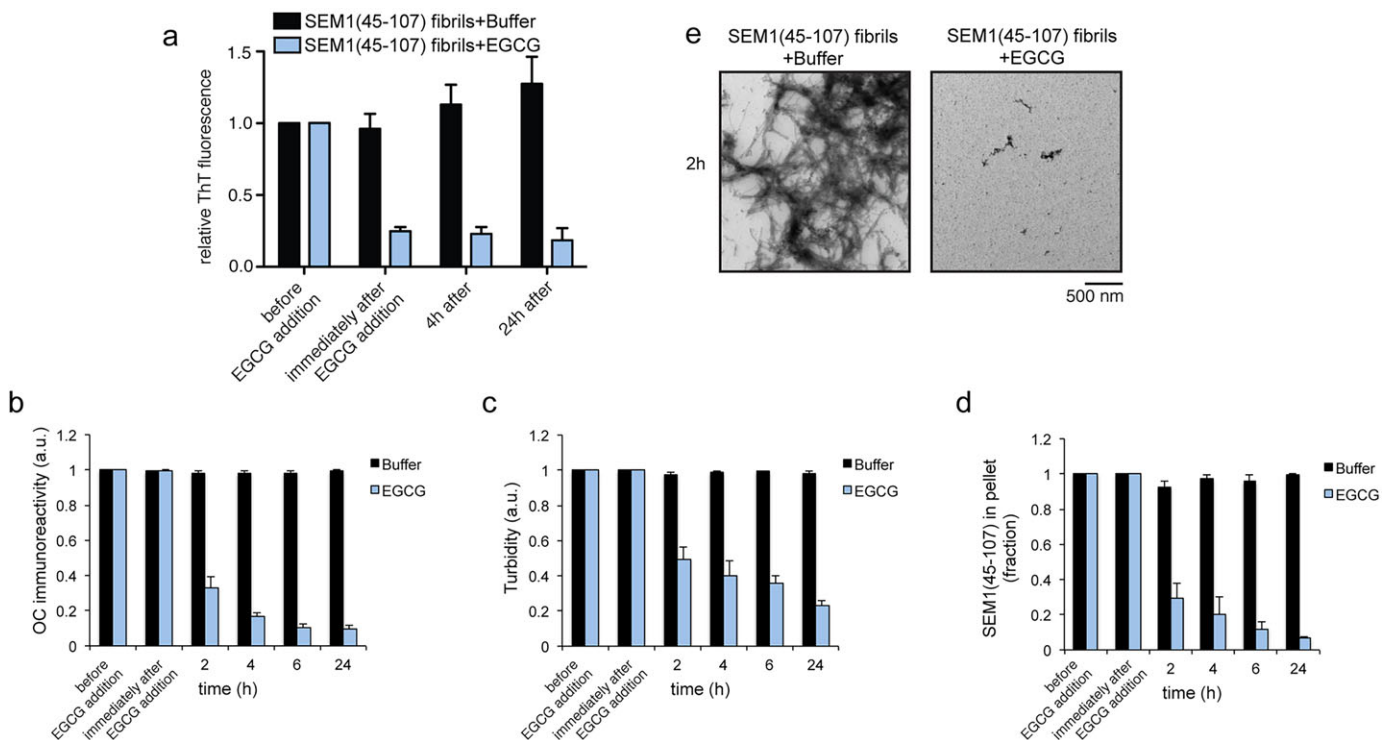 a
SEM1(45-107) fibrils+Buffer
SEM1(45-107) fibrils+EGCG
relative ThT fluorescence
1.5
1.0
0.5
0.0
before
EGCG addition
immediately after
EGCG addition
4h after
24h after
e
SEM1(45-107) fibrils
+Buffer
SEM1(45-107) fibrils
+EGCG
2h
500 nm
b
OC immunoreactivity (a.u.)
1.2
1
0.8
0.6
0.4
0.2
0
Buffer
EGCG
before
EGCG addition
immediately after
EGCG addition
2 4 6 24
time (h)
c
Turbidity (a.u.)
1.2
1
0.8
0.6
0.4
0.2
0
Buffer
EGCG
before
EGCG addition
immediately after
EGCG addition
2 4 6 24
time (h)
d
SEM1(45-107) in pellet
(fraction)
1.2
1
0.8
0.6
0.4
0.2
0
Buffer
EGCG
before
EGCG addition
immediately after
EGCG addition
2 4 6 24
time (h)